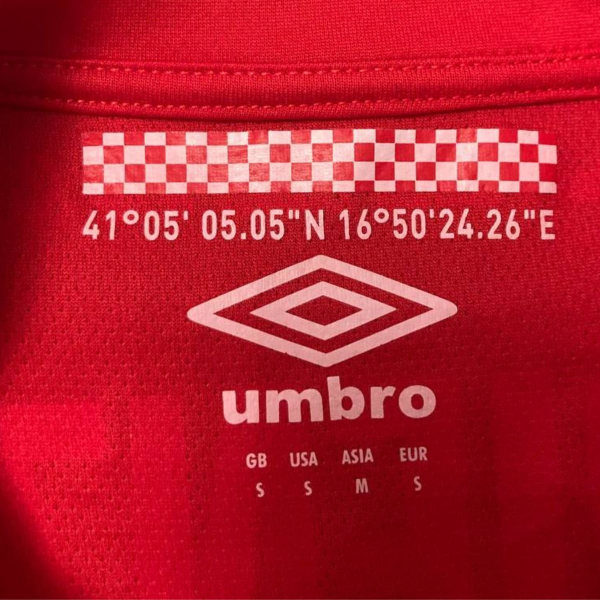 41°05' 05.05"N 16°50'24.26"E
umbro
GB USA ASIA EUR
S S M S